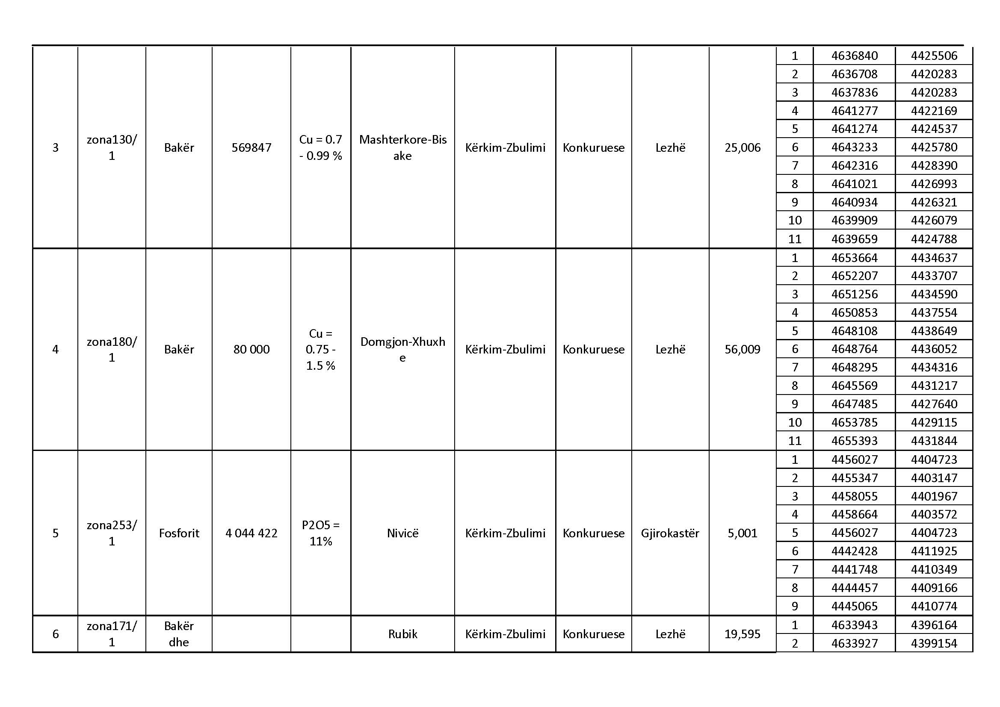 3 zona130/ 1 Bakër 569847 Cu = 0.7 - 0.99 % Mashterkore-Bis ake Kërkim-Zbulimi Konkuruese Lezhë 25,006
1 4636840 4425506
2 4636708 4420283
3 4637836 4420283
4 4641277 4422169
5 4641274 4424537
6 4643233 4425780
7 4642316 4428390
8 4641021 4426993
9 4640934 4426321
10 4639909 4426079
11 4639659 4424788
4 zona180/ 1 Bakër 80 000 Cu = 0.75 - 1.5 % Domgjon-Xhuxh e Kërkim-Zbulimi Konkuruese Lezhë 56,009
1 4653664 4434637
2 4652207 4433707
3 4651256 4434590
4 4650853 4437554
5 4648108 4438649
6 4648764 4436052
7 4648295 4434316
8 4645569 4431217
9 4647485 4427640
10 4653785 4429115
11 4655393 4431844
5 zona253/ 1 Fosforit 4 044 422 P2O5 = 11% Nivicë Kërkim-Zbulimi Konkuruese Gjirokastër 5,001
1 4456027 4404723
2 4455347 4403147
3 4458055 4401967
4 4458664 4403572
5 4456027 4404723
6 4442428 4411925
7 4441748 4410349
8 4444457 4409166
9 4445065 4410774
6 zona171/ 1 Bakër dhe Rubik Kërkim-Zbulimi Konkuruese Lezhë 19,595
1 4633943 4396164
2 4633927 4399154